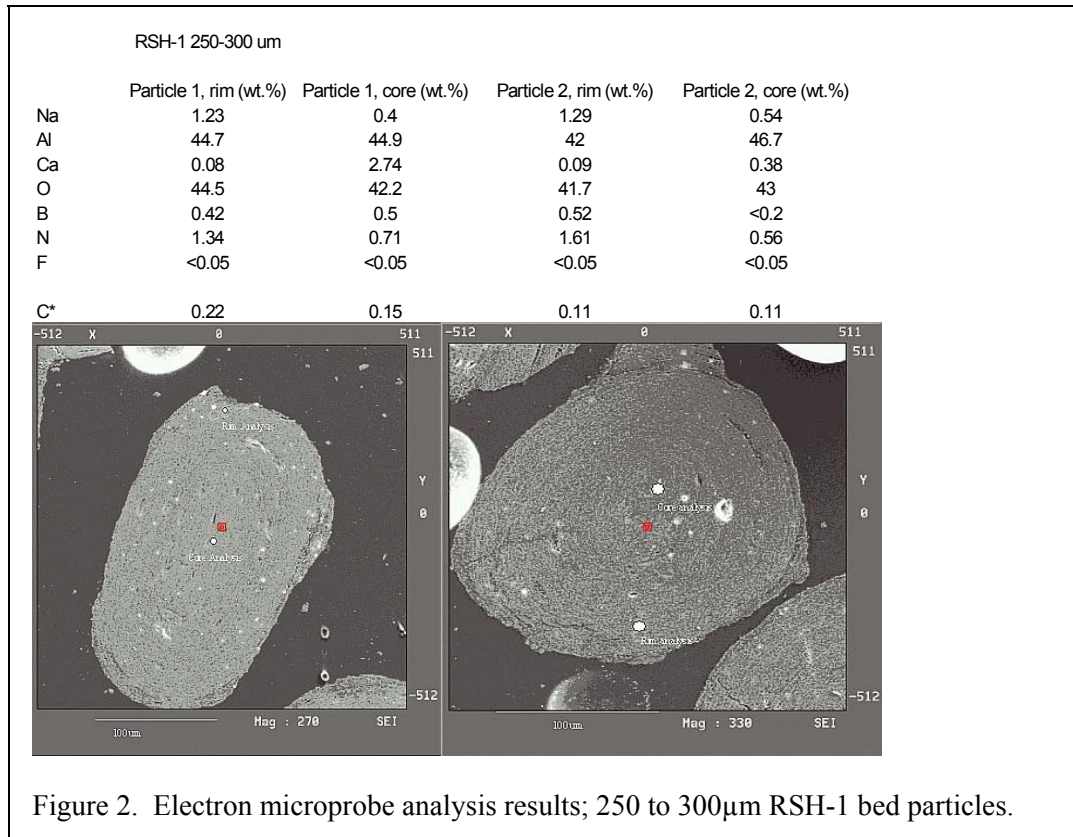 RSH-1 250-300 um
Particle 1, rim (wt.%) Particle 1, core (wt.%) Particle 2, rim (wt.%) Particle 2, core (wt.%)
Na 1.23 0.4 1.29 0.54
Al 44.7 44.9 42 46.7
Ca 0.08 2.74 0.09 0.38
O 44.5 42.2 41.7 43
B 0.42 0.5 0.52 <0.2
N 1.34 0.71 1.61 0.56
F <0.05 <0.05 <0.05 <0.05
C* 0.22 0.15 0.11 0.11
-512 X 0 511
511
Rim Analysis
Y
0
Core Analysis
-512
Mag : 270 SEI
100um
-512 X 0 511
511
Core analysis
Y
0
Rim analysis
-512
Mag : 330 SEI
100um
Figure 2. Electron microprobe analysis results; 250 to 300µm RSH-1 bed particles.